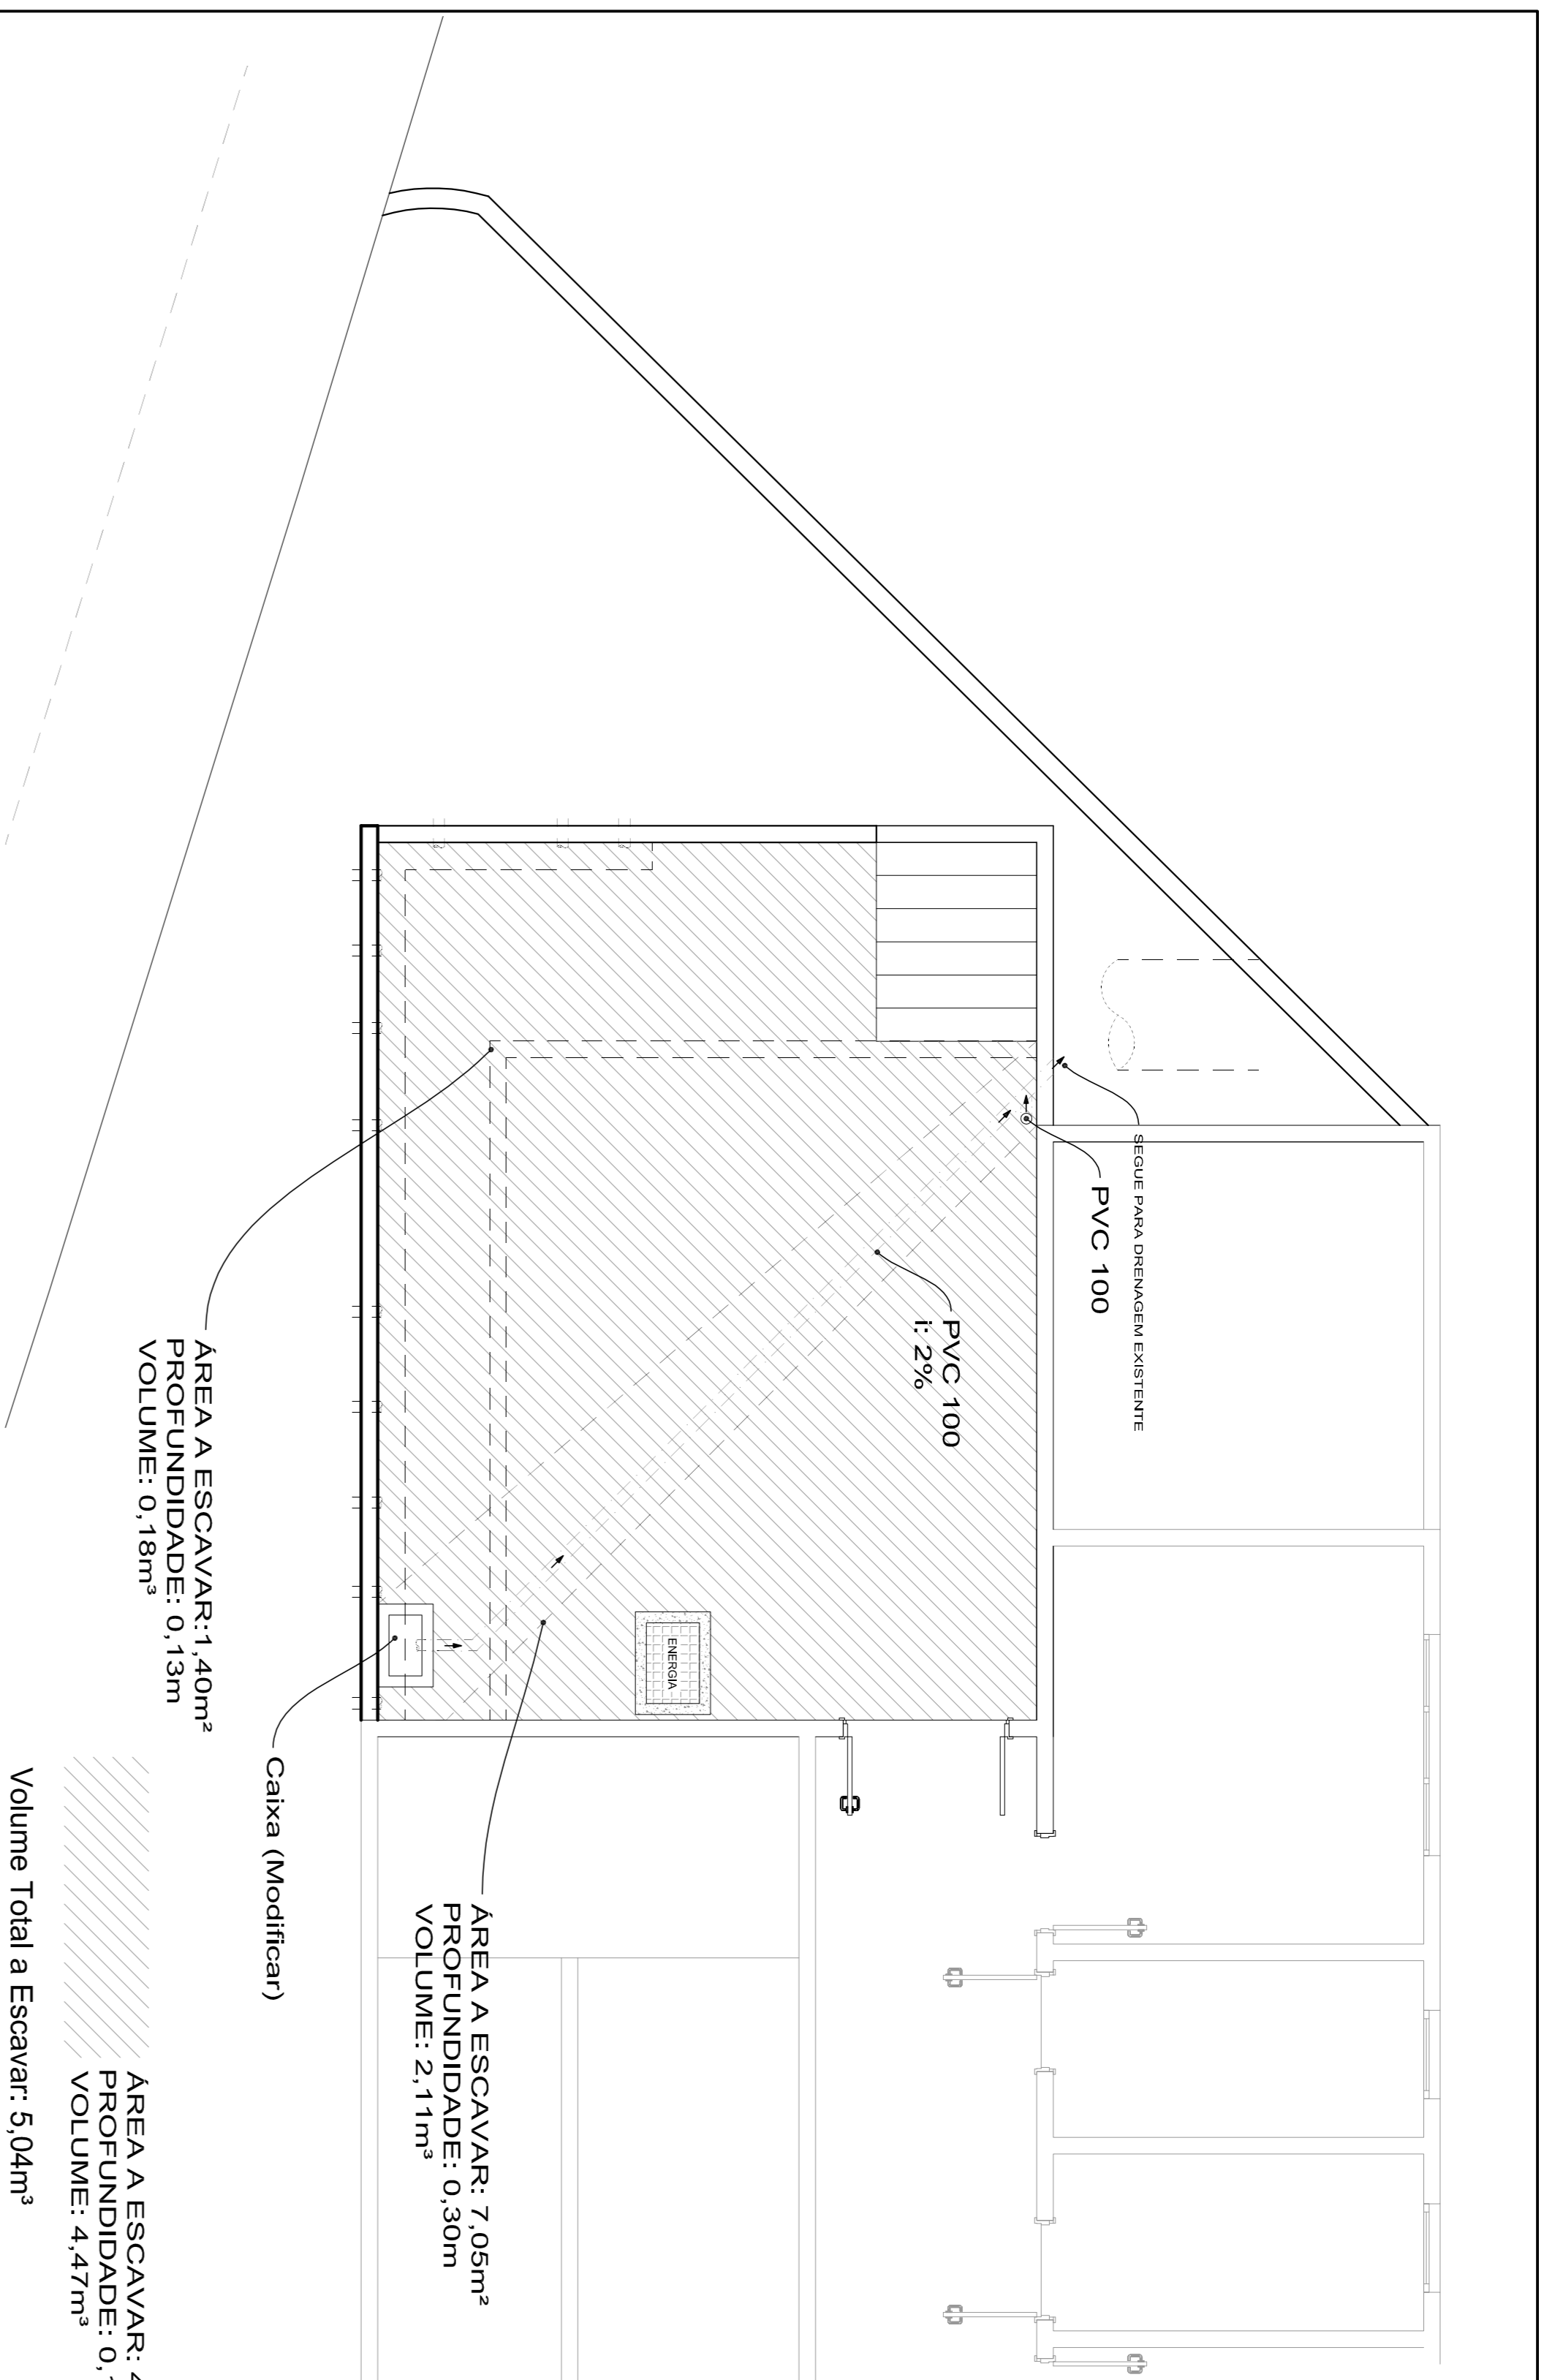 SEGUE PARA DRENAGEM EXISTENTE
PVC 100
PVC 100
i: 2%
ENERGIA
ÁREA A ESCAVAR: 7,05m²
PROFUNDIDADE: 0,30m
VOLUME: 2,11m³
Caixa (Modificar)
ÁREA A ESCAVAR:1,40m²
PROFUNDIDADE: 0,13m
VOLUME: 0,18m³
ÁREA A ESCAVAR:
PROFUNDIDADE: 0,
VOLUME: 4,47m³
Volume Total a Escavar: 5,04m³